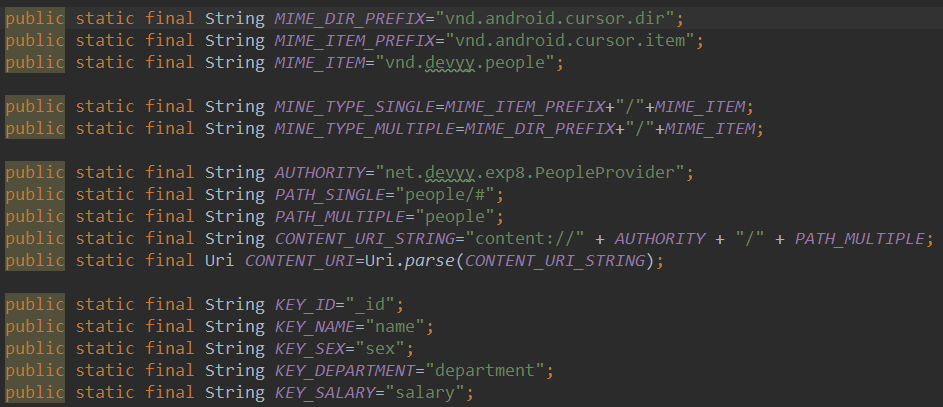 public static final String MIME_DIR_PREFIX="vnd.android.cursor.dir";
public static final String MIME_ITEM_PREFIX="vnd.android.cursor.item";
public static final String MIME_ITEM="vnd.devyy.people";
public static final String MINE_TYPE_SINGLE=MIME_ITEM_PREFIX+"/"+MIME_ITEM;
public static final String MINE_TYPE_MULTIPLE=MIME_DIR_PREFIX+"/"+MIME_ITEM;
public static final String AUTHORITY="net.devyy.exp8.PeopleProvider";
public static final String PATH_SINGLE="people/#";
public static final String PATH_MULTIPLE="people";
public static final String CONTENT_URI_STRING="content://" + AUTHORITY + "/" + PATH_MULTIPLE;
public static final Uri CONTENT_URI=Uri.parse(CONTENT_URI_STRING);
public static final String KEY_ID="_id";
public static final String KEY_NAME="name";
public static final String KEY_SEX="sex";
public static final String KEY_DEPARTMENT="department";
public static final String KEY_SALARY="salary";